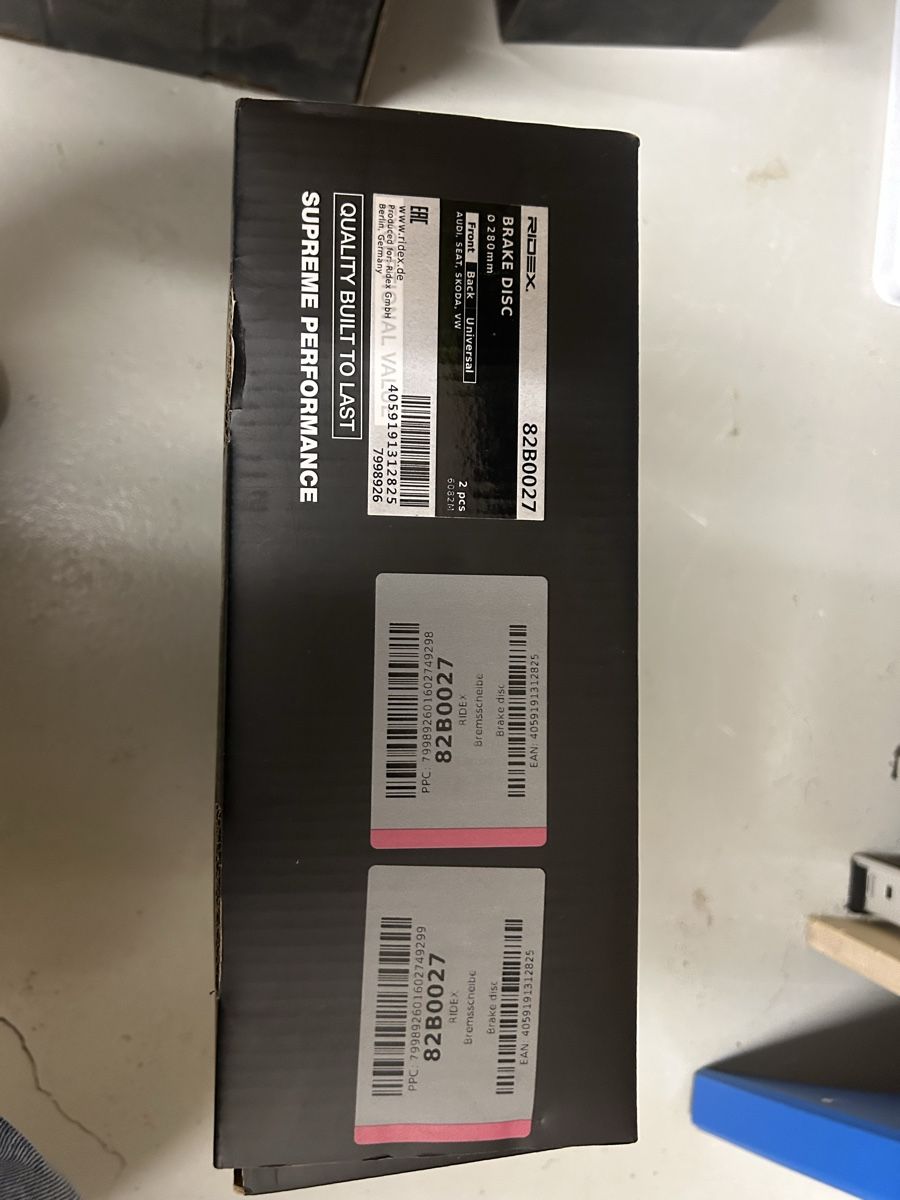 RIDEX
82B0027
BRAKE DISC
Ø 280mm
Front Back Universal
AUDI, SEAT, SKODA, VW
2 pcs
EAC
www.ridex.de
Produced for: Ridex GmbH
Berlin, Germany
4059191312825
7998926
QUALITY BUILT TO LAST
SUPREME PERFORMANCE
EAN: 4059191312825
Brake disc
Bremsscheibe
RIDEX
82B0027
PPC: 799892601602749298
EAN: 4059191312825
Brake disc
Bremsscheibe
RIDEX
82B0027
PPC: 799892601602749299